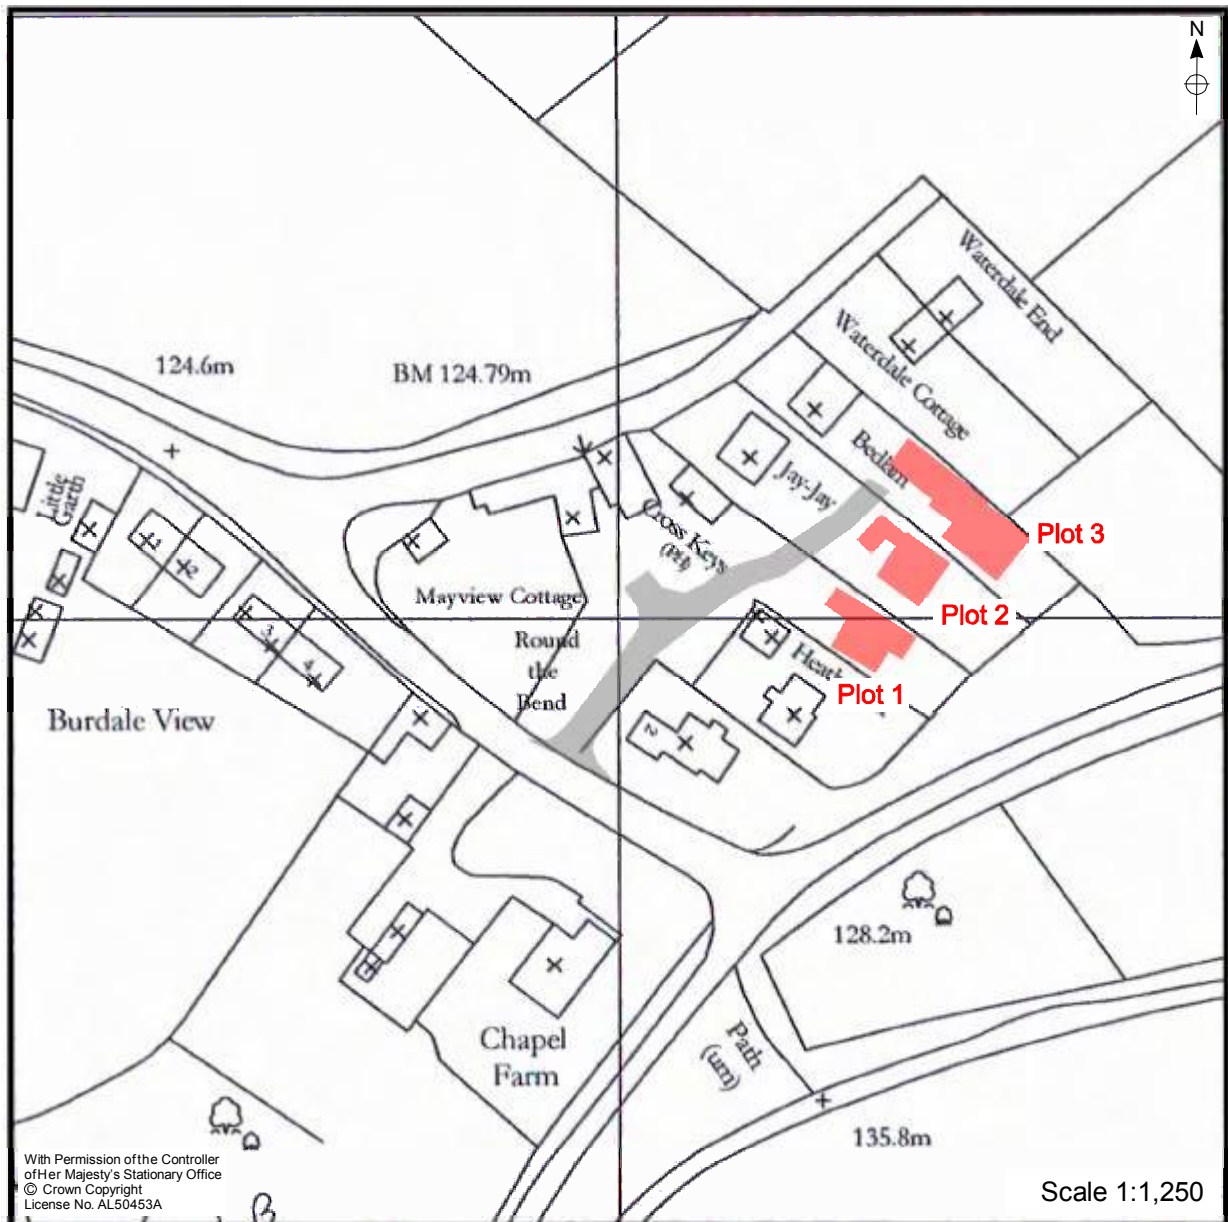 N
Waterdale End
Waterdale Cottage
124.6m
BM 124.79m
Bedlam
Jay-Jay
Little
Garth
Cross Keys
(PH)
1
2
3
4
Plot 3
Plot 2
Plot 1
Mayview Cottage
Round
the
Bend
2
Burdale View
128.2m
Chapel
Farm
Path
(um)
135.8m
With Permission of the Controller
of Her Majesty's Stationary Office
© Crown Copyright
License No. AL50453A
Scale 1:1,250